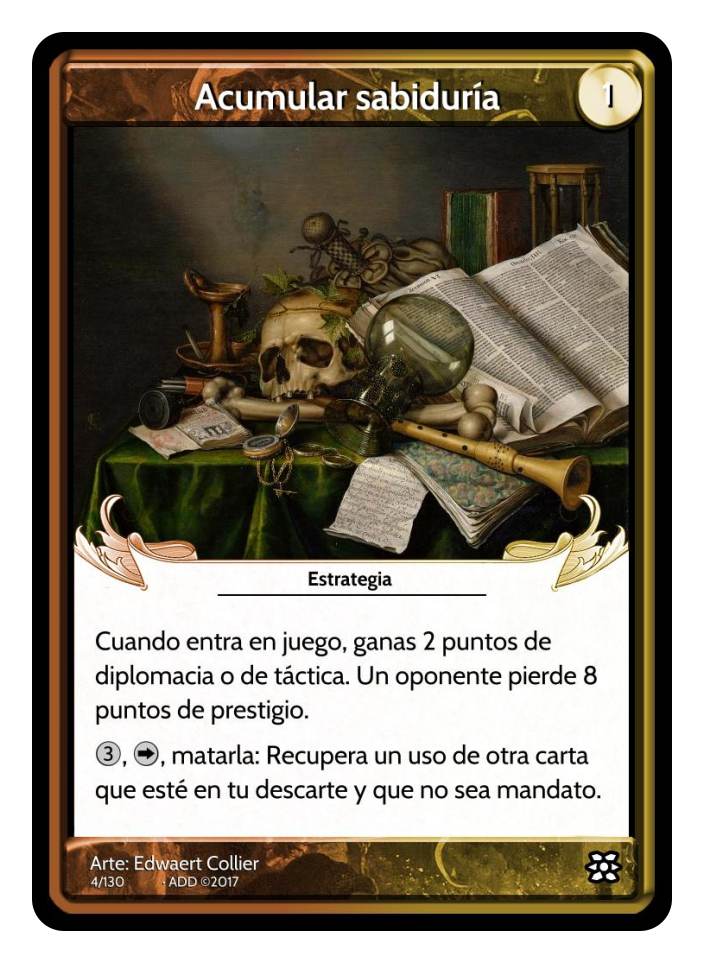 Acumular sabiduría
1
Estrategia
Cuando entra en juego, ganas 2 puntos de
diplomacia o de táctica. Un oponente pierde 8
puntos de prestigio.
3, ➡, matarla: Recupera un uso de otra carta
que esté en tu descarte y que no sea mandato.
Arte: Edwaert Collier
4/130 · ADD ©2017